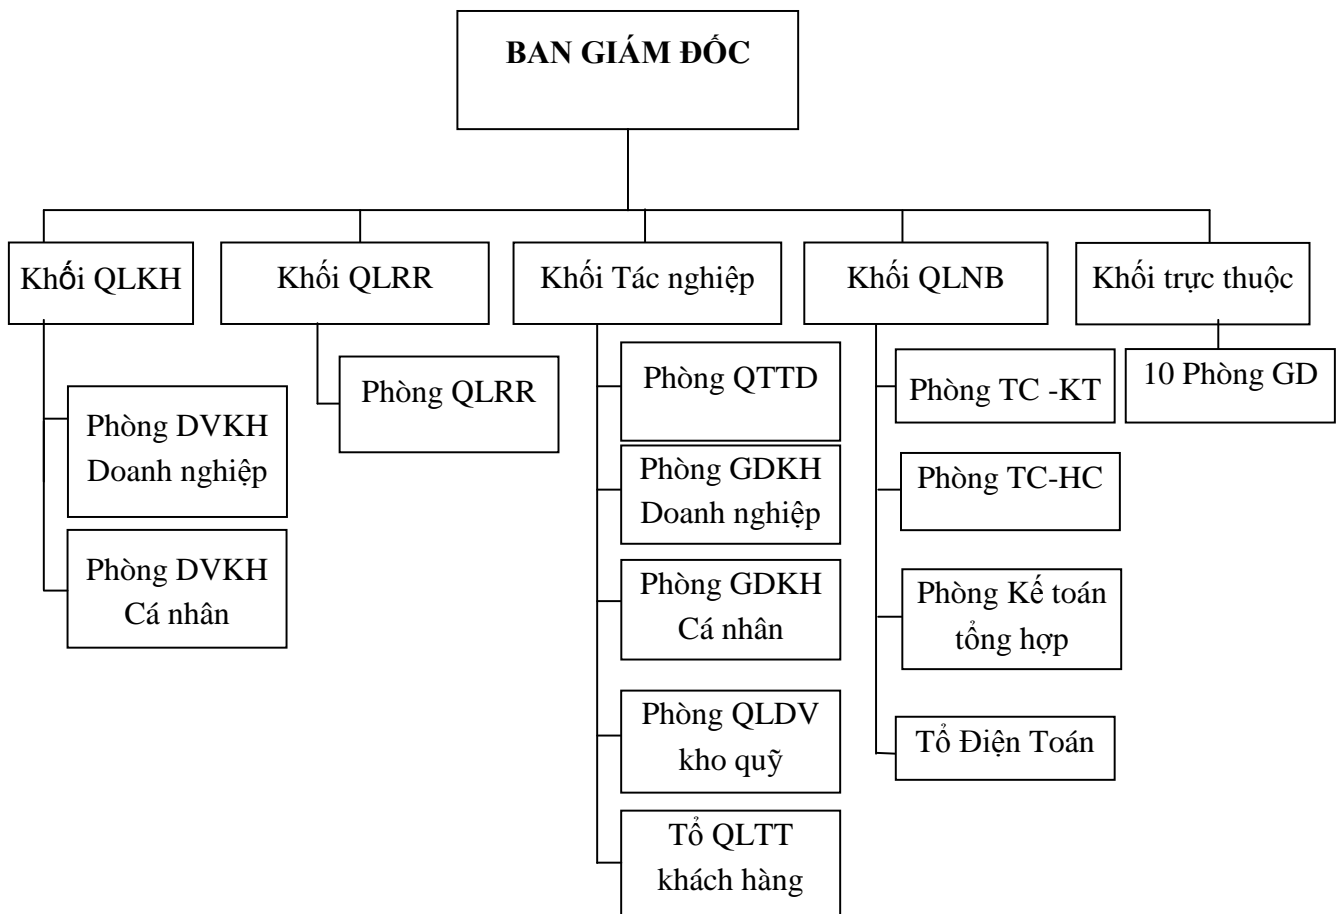 BAN GIÁM ĐỐC
Khối QLKH
Khối QLRR
Khối Tác nghiệp
Khối QLNB
Khối trực thuộc
Phòng DVKH
Doanh nghiệp
Phòng DVKH
Cá nhân
Phòng QLRR
Phòng QTTD
Phòng GDKH
Doanh nghiệp
Phòng GDKH
Cá nhân
Phòng QLDV
kho quỹ
Tổ QLTT
khách hàng
Phòng TC -KT
Phòng TC-HC
Phòng Kế toán
tổng hợp
Tổ Điện Toán
10 Phòng GD